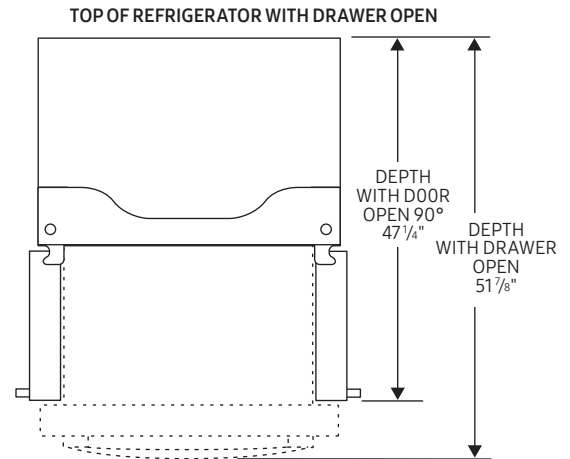 TOP OF REFRIGERATOR WITH DRAWER OPEN
DEPTH
WITH D00R
OPEN 90°
47 1/4"
DEPTH
WITH DRAWER
OPEN
51 7/8"